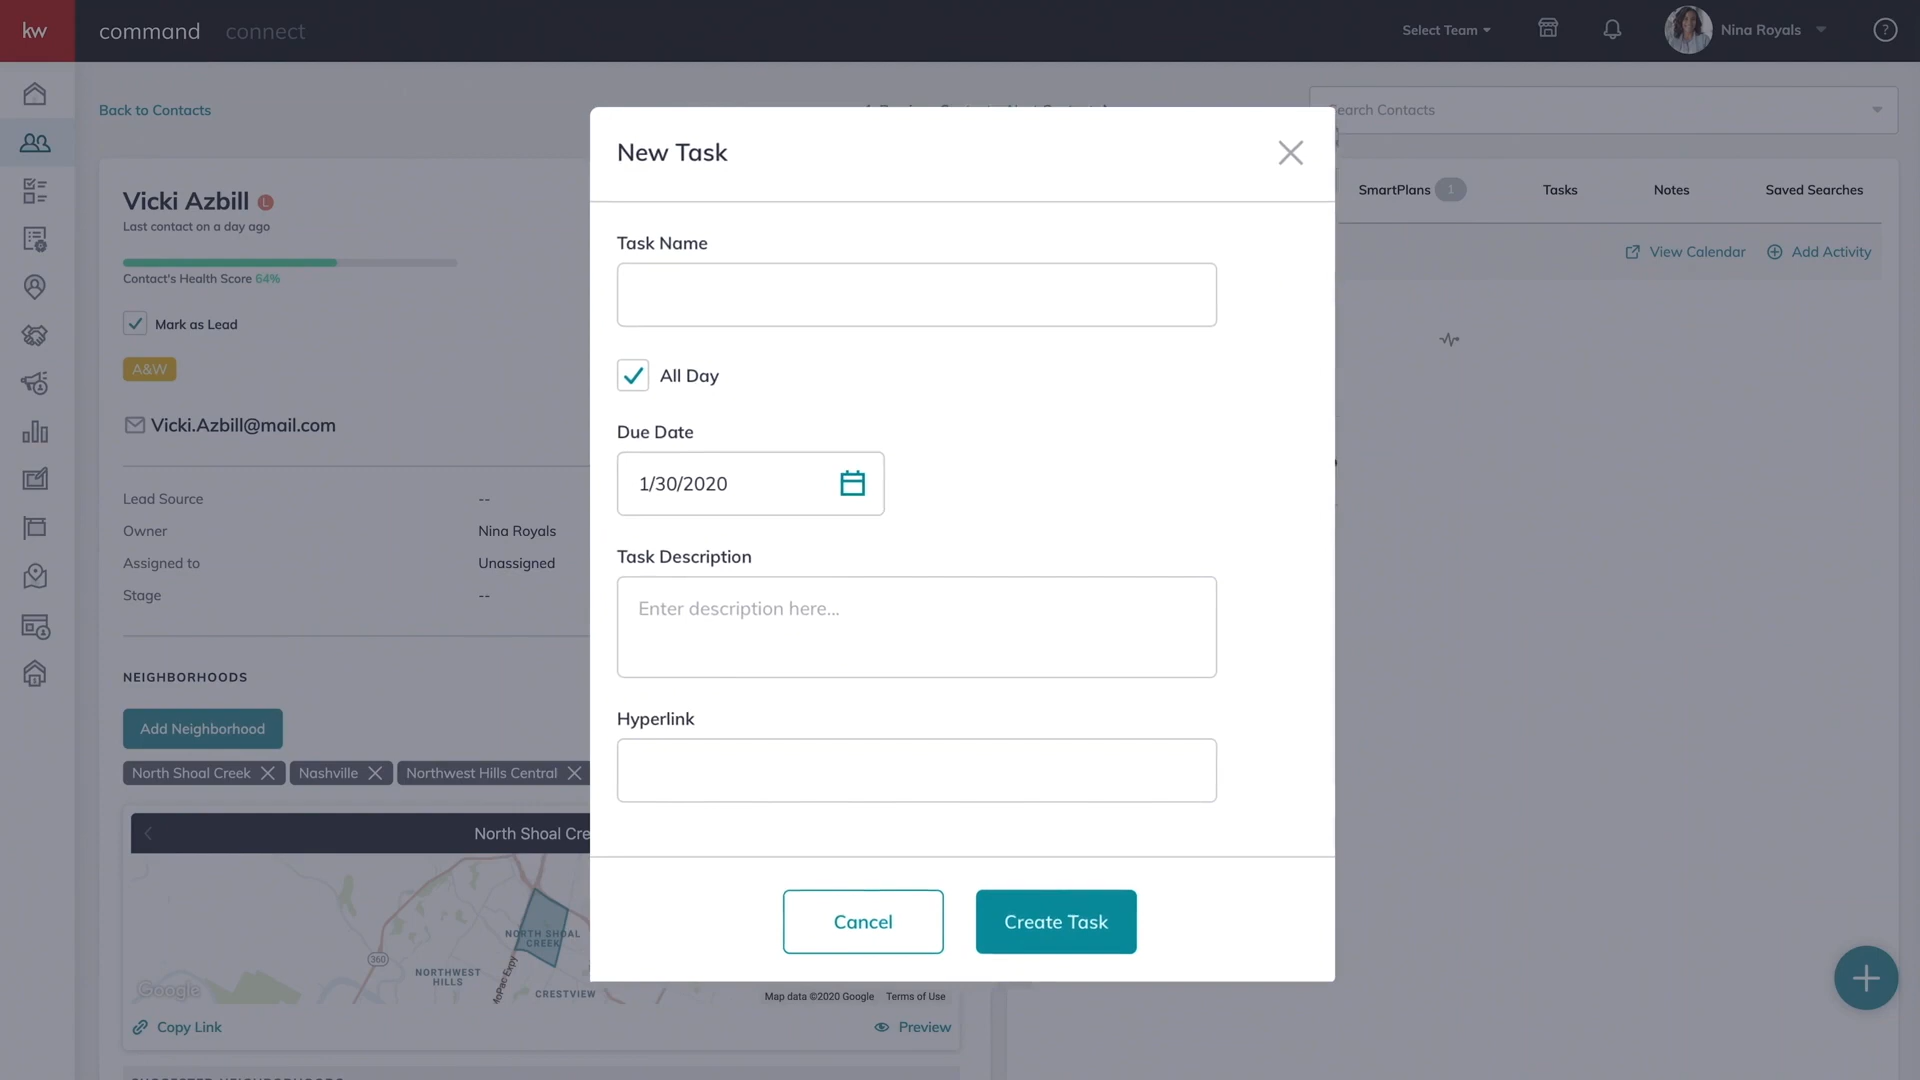 kw
command
connect
Select Team
Nina Royals
?
Back to Contacts
Search Contacts
New Task
Vicki Azbill L
Last contact on a day ago
Contact's Health Score 64%
Mark as Lead
A&W
Vicki.Azbill@mail.com
Lead Source --
Owner Nina Royals
Assigned to Unassigned
Stage --
NEIGHBORHOODS
Add Neighborhood
North Shoal Creek
Nashville
Northwest Hills Central
North Shoal Cre
NORTH SHOAL
CREEK
360
NORTHWEST
HILLS
MoPac Expy
CRESTVIEW
Google
Map data ©2020 Google
Terms of Use
Copy Link
Preview
SmartPlans 1
Tasks
Notes
Saved Searches
View Calendar
Add Activity
Task Name
All Day
Due Date
1/30/2020
Task Description
Enter description here...
Hyperlink
Cancel
Create Task